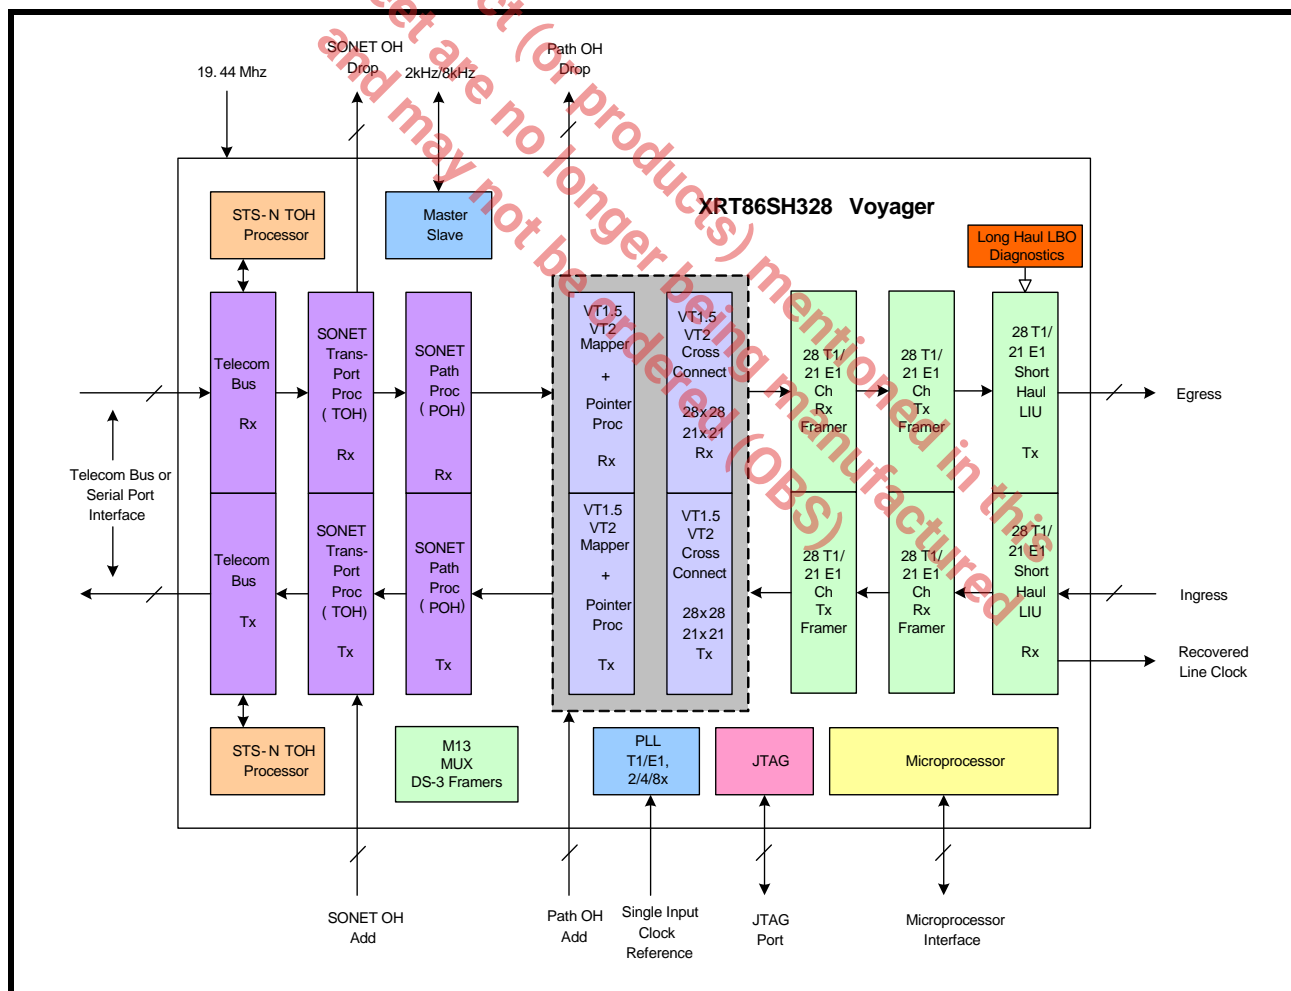 ct (or products) mentioned in this
eet are no longer being manufactured
and may not be ordered (OBS)
SONET OH
Drop
Path OH
Drop
19. 44 Mhz
2kHz/8kHz
XRT86SH328 Voyager
STS-N TOH
Processor
Master
Slave
Long Haul LBO
Diagnostics
Telecom
Bus
Rx
SONET
Trans-
Port
Proc
( TOH)
Rx
SONET
Path
Proc
( POH)
Rx
VT1.5
VT2
Mapper
+
Pointer
Proc
Rx
VT1.5
VT2
Cross
Connect
28x28
21x21
Rx
28 T1/
21 E1
Ch
Rx
Framer
28 T1/
21 E1
Ch
Tx
Framer
28 T1/
21 E1
Short
Haul
LIU
Tx
Egress
Telecom Bus or
Serial Port
Interface
Telecom
Bus
Tx
SONET
Trans-
Port
Proc
( TOH)
Tx
SONET
Path
Proc
( POH)
Tx
VT1.5
VT2
Mapper
+
Pointer
Proc
Tx
VT1.5
VT2
Cross
Connect
28x28
21x21
Tx
28 T1/
21 E1
Ch
Tx
Framer
28 T1/
21 E1
Ch
Rx
Framer
28 T1/
21 E1
Short
Haul
LIU
Rx
Ingress
Recovered
Line Clock
STS-N TOH
Processor
M13
MUX
DS-3 Framers
PLL
T1/E1,
2/4/8x
JTAG
Microprocessor
SONET OH
Add
Path OH
Add
Single Input
Clock
Reference
JTAG
Port
Microprocessor
Interface